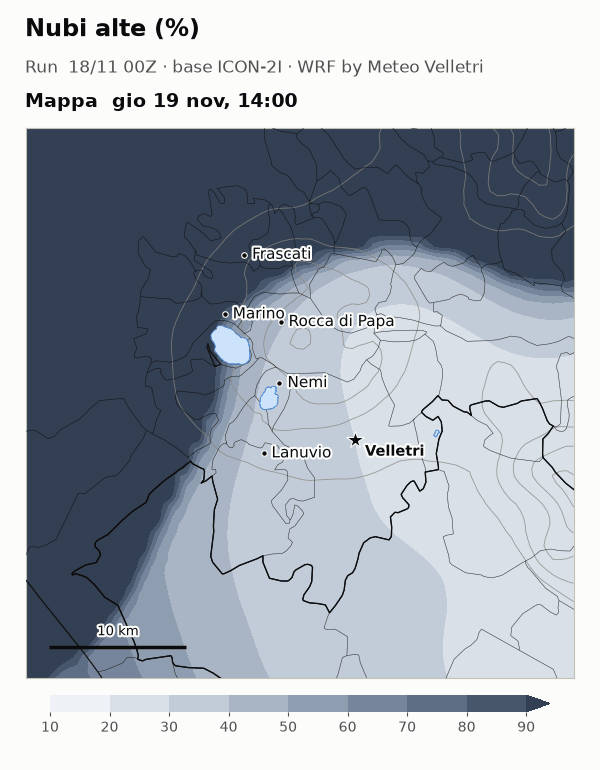 Nubi alte (%)
Run  18/11 00Z · base ICON-2I · WRF by Meteo Velletri
Mappa  gio 19 nov, 14:00
Frascati
Marino
Rocca di Papa
Nemi
Velletri
Lanuvio
10 km
10 20 30 40 50 60 70 80 90